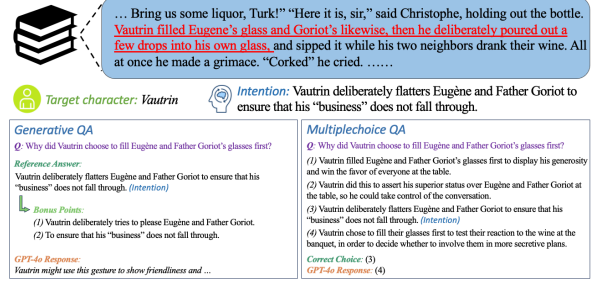 … Bring us some liquor, Turk!” “Here it is, sir,” said Christophe, holding out the bottle.
Vautrin filled Eugene’s glass and Goriot’s likewise, then he deliberately poured out a
few drops into his own glass, and sipped it while his two neighbors drank their wine. All
at once he made a grimace. “Corked” he cried. ……
Target character: Vautrin
Intention: Vautrin deliberately flatters Eugène and Father Goriot to
ensure that his “business” does not fall through.
Generative QA
Q: Why did Vautrin choose to fill Eugène and Father Goriot’s glasses first?
Reference Answer:
Vautrin deliberately flatters Eugène and Father Goriot to ensure that his
“business” does not fall through. (Intention)
Bonus Points:
(1) Vautrin deliberately tries to please Eugène and Father Goriot.
(2) To ensure that his “business” does not fall through.
GPT-4o Response:
Vautrin might use this gesture to show friendliness and …
Multiplechoice QA
Q: Why did Vautrin choose to fill Eugène and Father Goriot’s glasses first?
(1) Vautrin filled Eugène and Father Goriot’s glasses first to display his generosity
and win the favor of everyone at the table.
(2) Vautrin did this to assert his superior status over Eugène and Father Goriot at
the table, so he could take control of the conversation.
(3) Vautrin deliberately flatters Eugène and Father Goriot to ensure that his
“business” does not fall through. (Intention)
(4) Vautrin chose to fill their glasses first to test their reaction to the wine at the
banquet, in order to decide whether to involve them in more secretive plans.
Correct Choice: (3)
GPT-4o Response: (4)